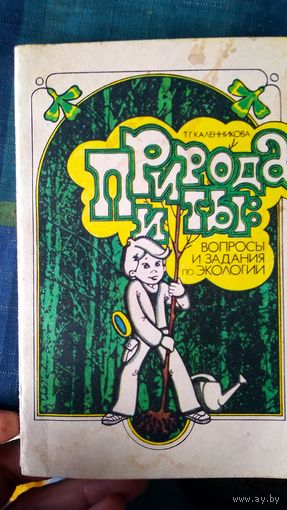 Т.Г.КАЛЕННИКОВА
ПРИРОДА
И ТЫ:
ВОПРОСЫ
И ЗАДАНИЯ
ПО ЭКОЛОГИИ
www.ay.by